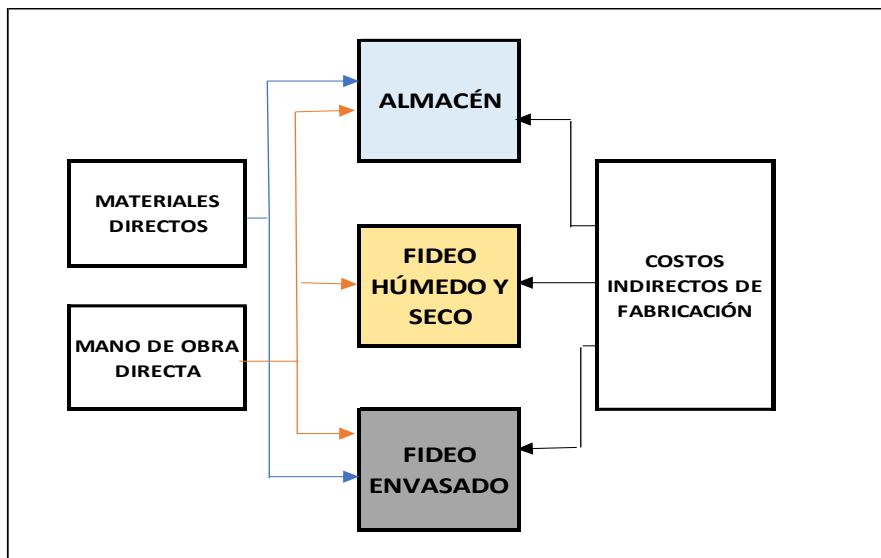 ALMACÉN
MATERIALES
DIRECTOS
FIDEO
HÚMEDO Y
SECO
COSTOS
INDIRECTOS DE
FABRICACIÓN
MANO DE OBRA
DIRECTA
FIDEO
ENVASADO